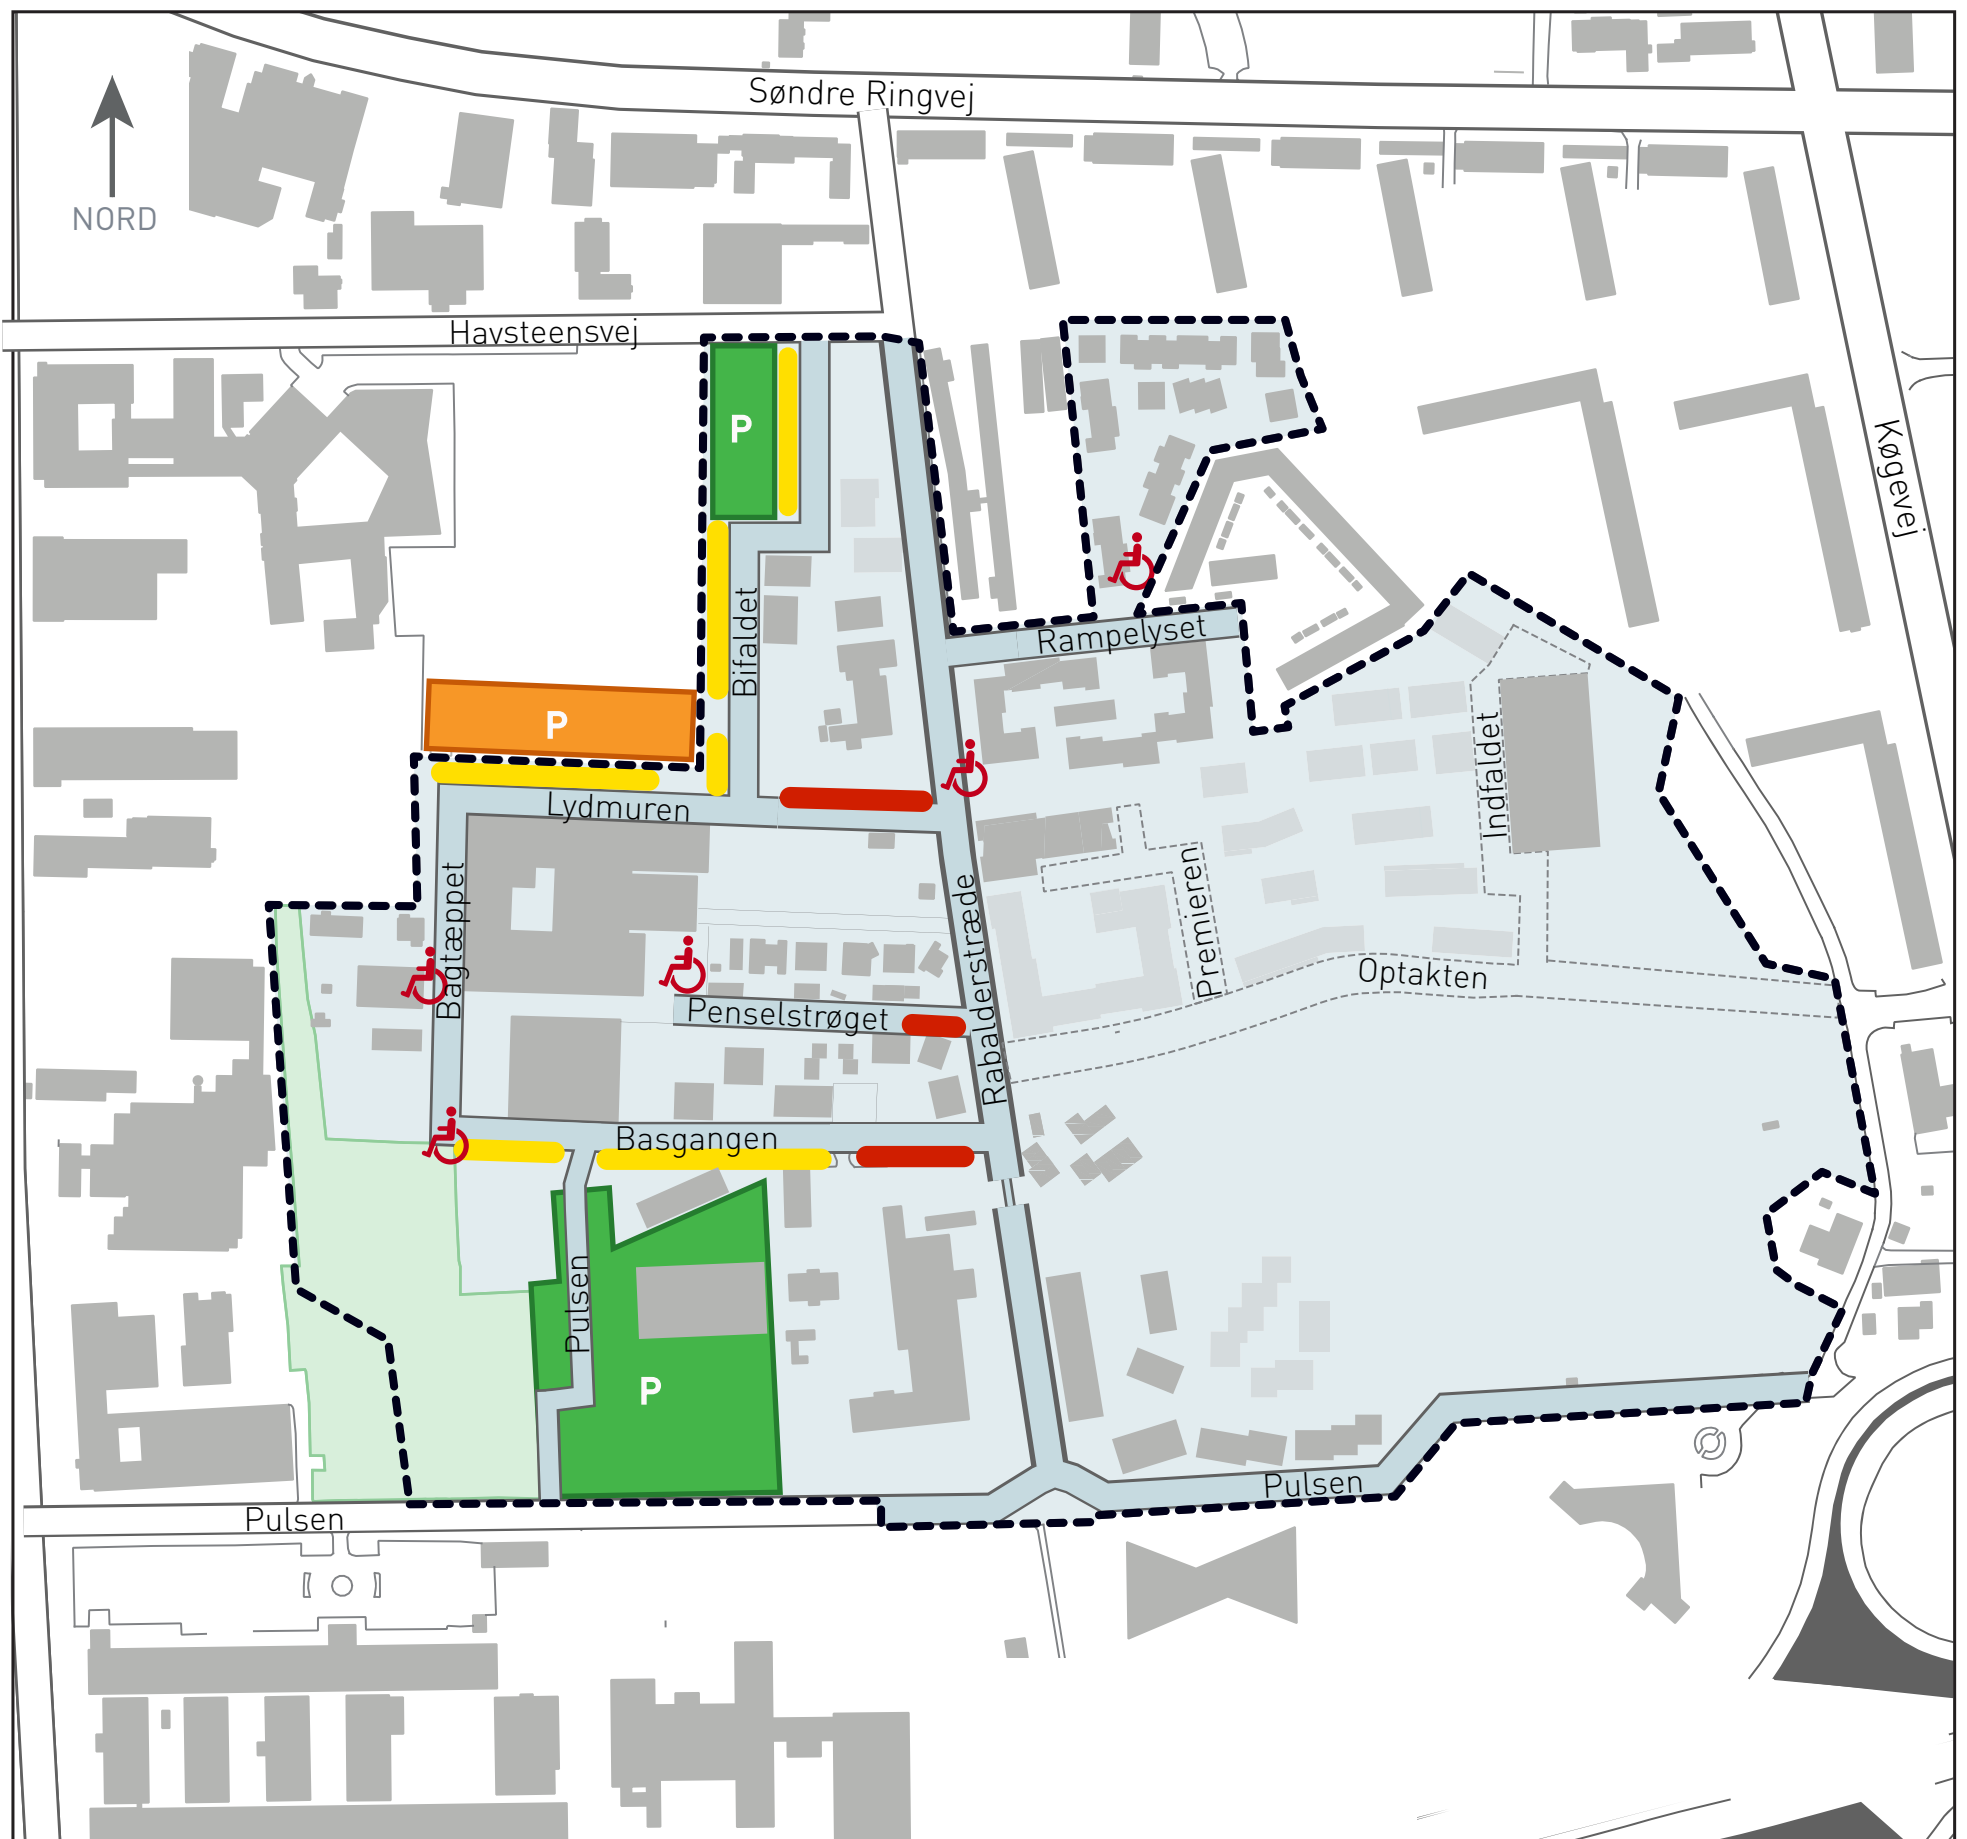 Søndre Ringvej
NORD
Havsteensvej
P
Køgevej
Bifaldet
Rampelyset
P
Indfaldet
Lydmuren
Bagtæppet
Premieren
Rabalderstræde
Optakten
Penselstrøget
Basgangen
Pulsen
P
Pulsen
Pulsen